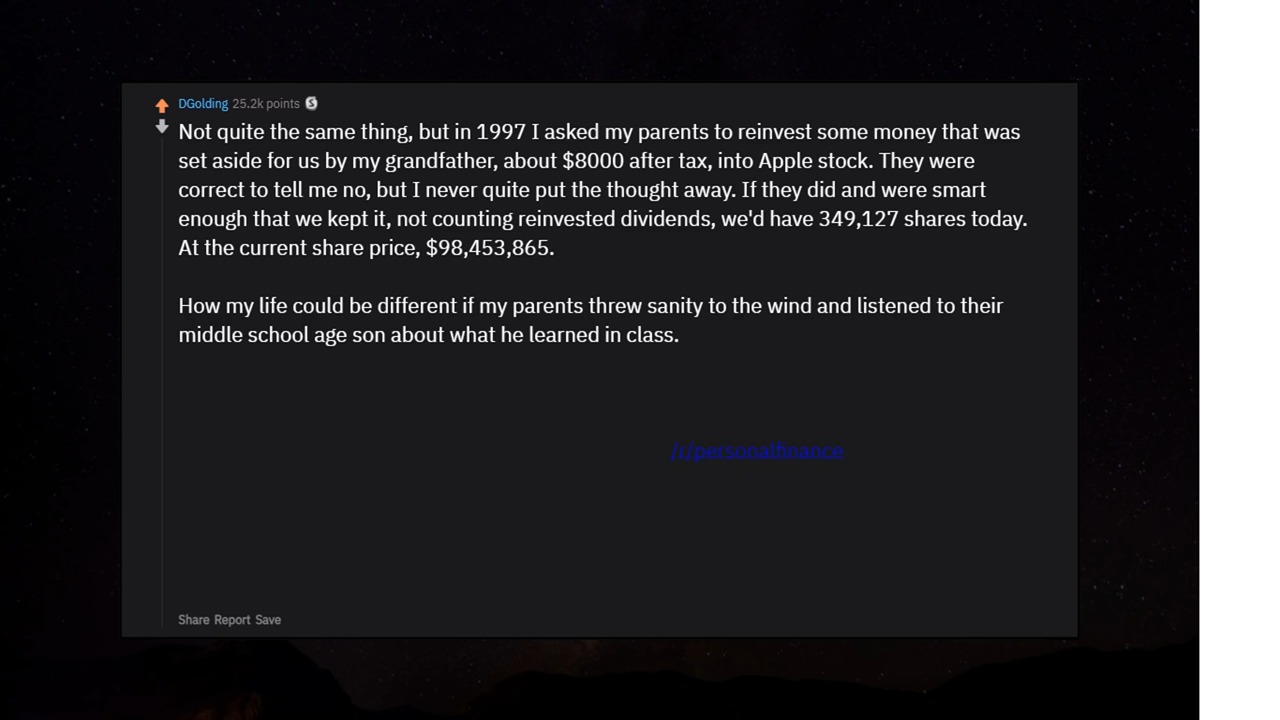 DGolding 25.2k points
Not quite the same thing, but in 1997 I asked my parents to reinvest some money that was
set aside for us by my grandfather, about $8000 after tax, into Apple stock. They were
correct to tell me no, but I never quite put the thought away. If they did and were smart
enough that we kept it, not counting reinvested dividends, we'd have 349,127 shares today.
At the current share price, $98,453,865.
How my life could be different if my parents threw sanity to the wind and listened to their
middle school age son about what he learned in class.
/r/personalfinance
Share Report Save